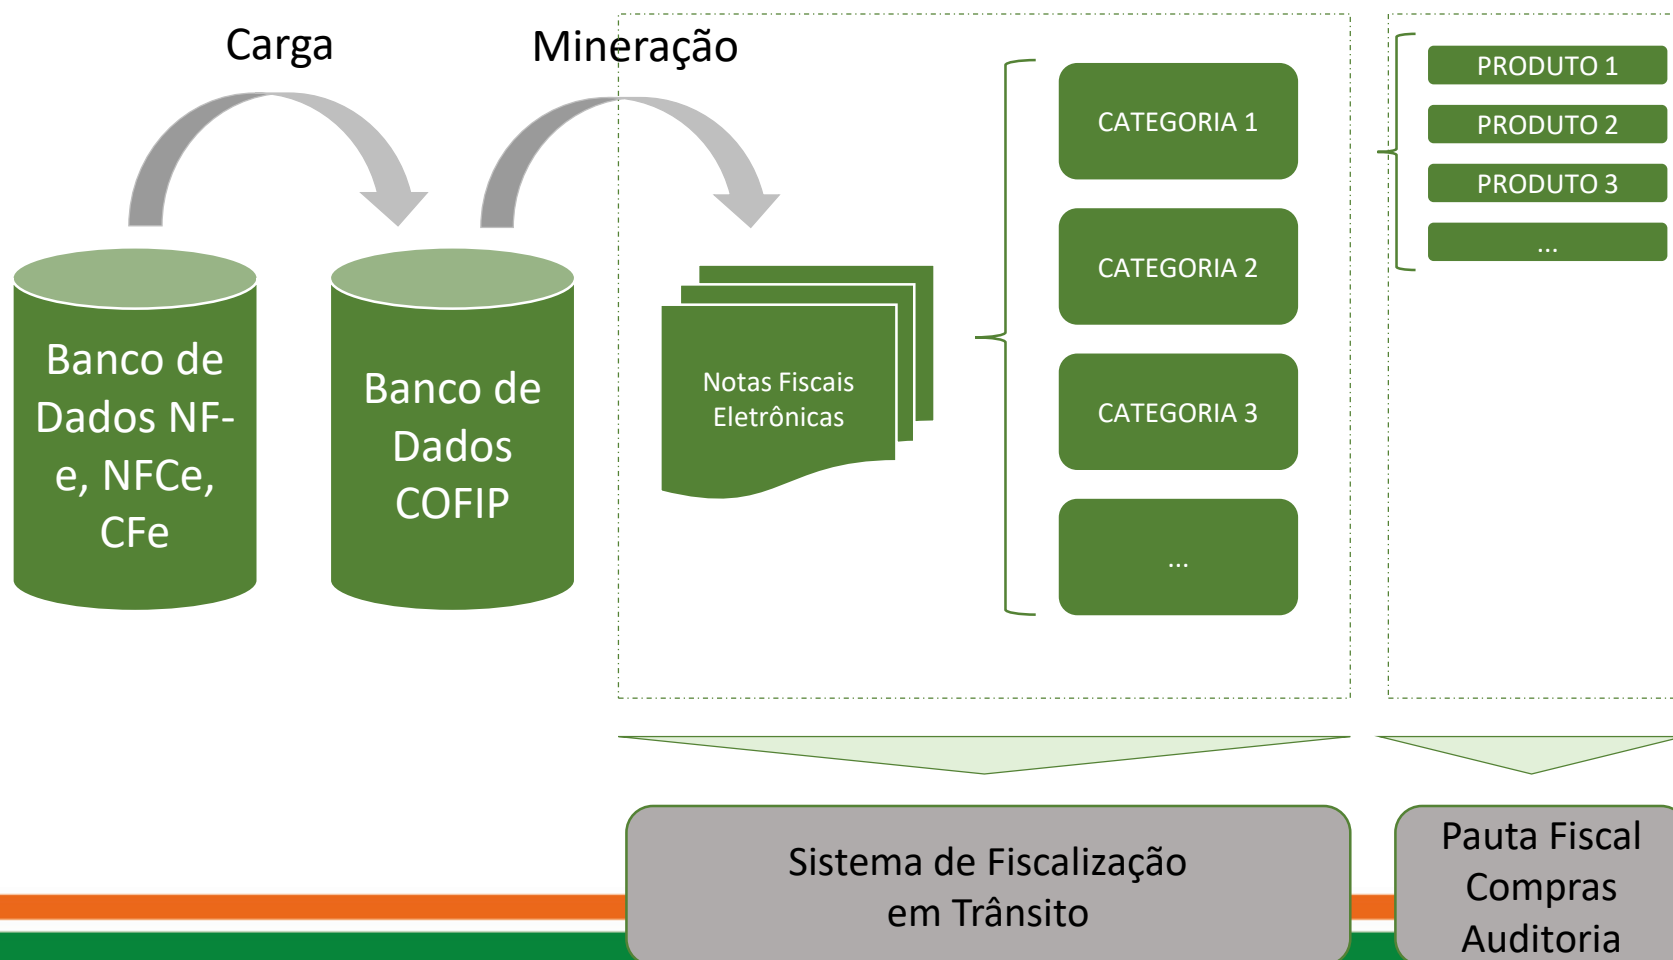 Carga
Mineração
Banco de
Dados NF-
e, NFCe,
CFe
Banco de
Dados
COFIP
Notas Fiscais
Eletrônicas
CATEGORIA 1
CATEGORIA 2
CATEGORIA 3
...
PRODUTO 1
PRODUTO 2
PRODUTO 3
...
Sistema de Fiscalização
em Trânsito
Pauta Fiscal
Compras
Auditoria